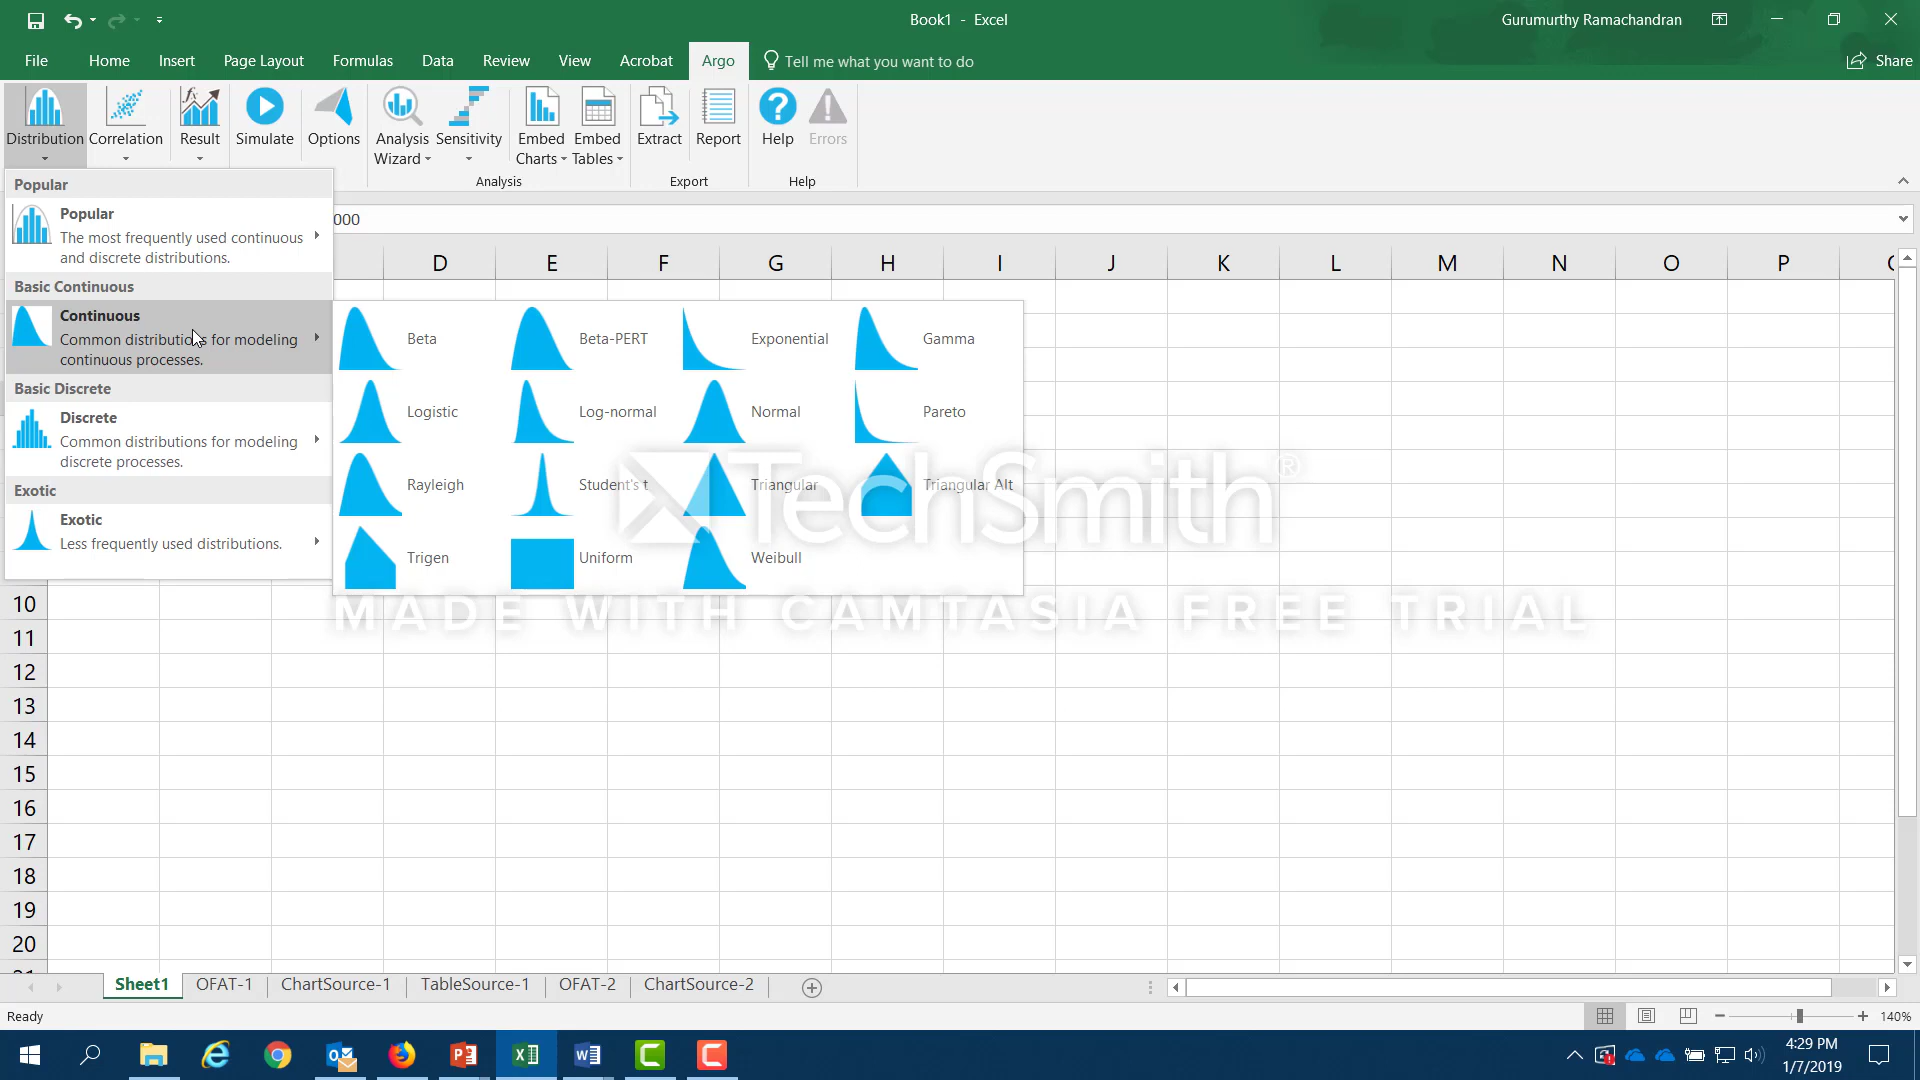 Book1 - Excel
Gurumurthy Ramachandran
File Home Insert Page Layout Formulas Data Review View Acrobat Argo Tell me what you want to do Share
Distribution Correlation Result Simulate Options Analysis Wizard Sensitivity Embed Charts Embed Tables Extract Report Help Errors
Analysis Export Help
Popular
Popular
The most frequently used continuous
and discrete distributions.
Basic Continuous
Continuous
Common distributions for modeling
continuous processes.
Basic Discrete
Discrete
Common distributions for modeling
discrete processes.
Exotic
Exotic
Less frequently used distributions.
000
D E F G H I J K L M N O P
Beta Beta-PERT Exponential Gamma
Logistic Log-normal Normal Pareto
Rayleigh Student's t Triangular Triangular Alt
Trigen Uniform Weibull
TechSmith®
MADE WITH CAMTASIA FREE TRIAL
10
11
12
13
14
15
16
17
18
19
20
Sheet1 OFAT-1 ChartSource-1 TableSource-1 OFAT-2 ChartSource-2
Ready
140%
4:29 PM
1/7/2019